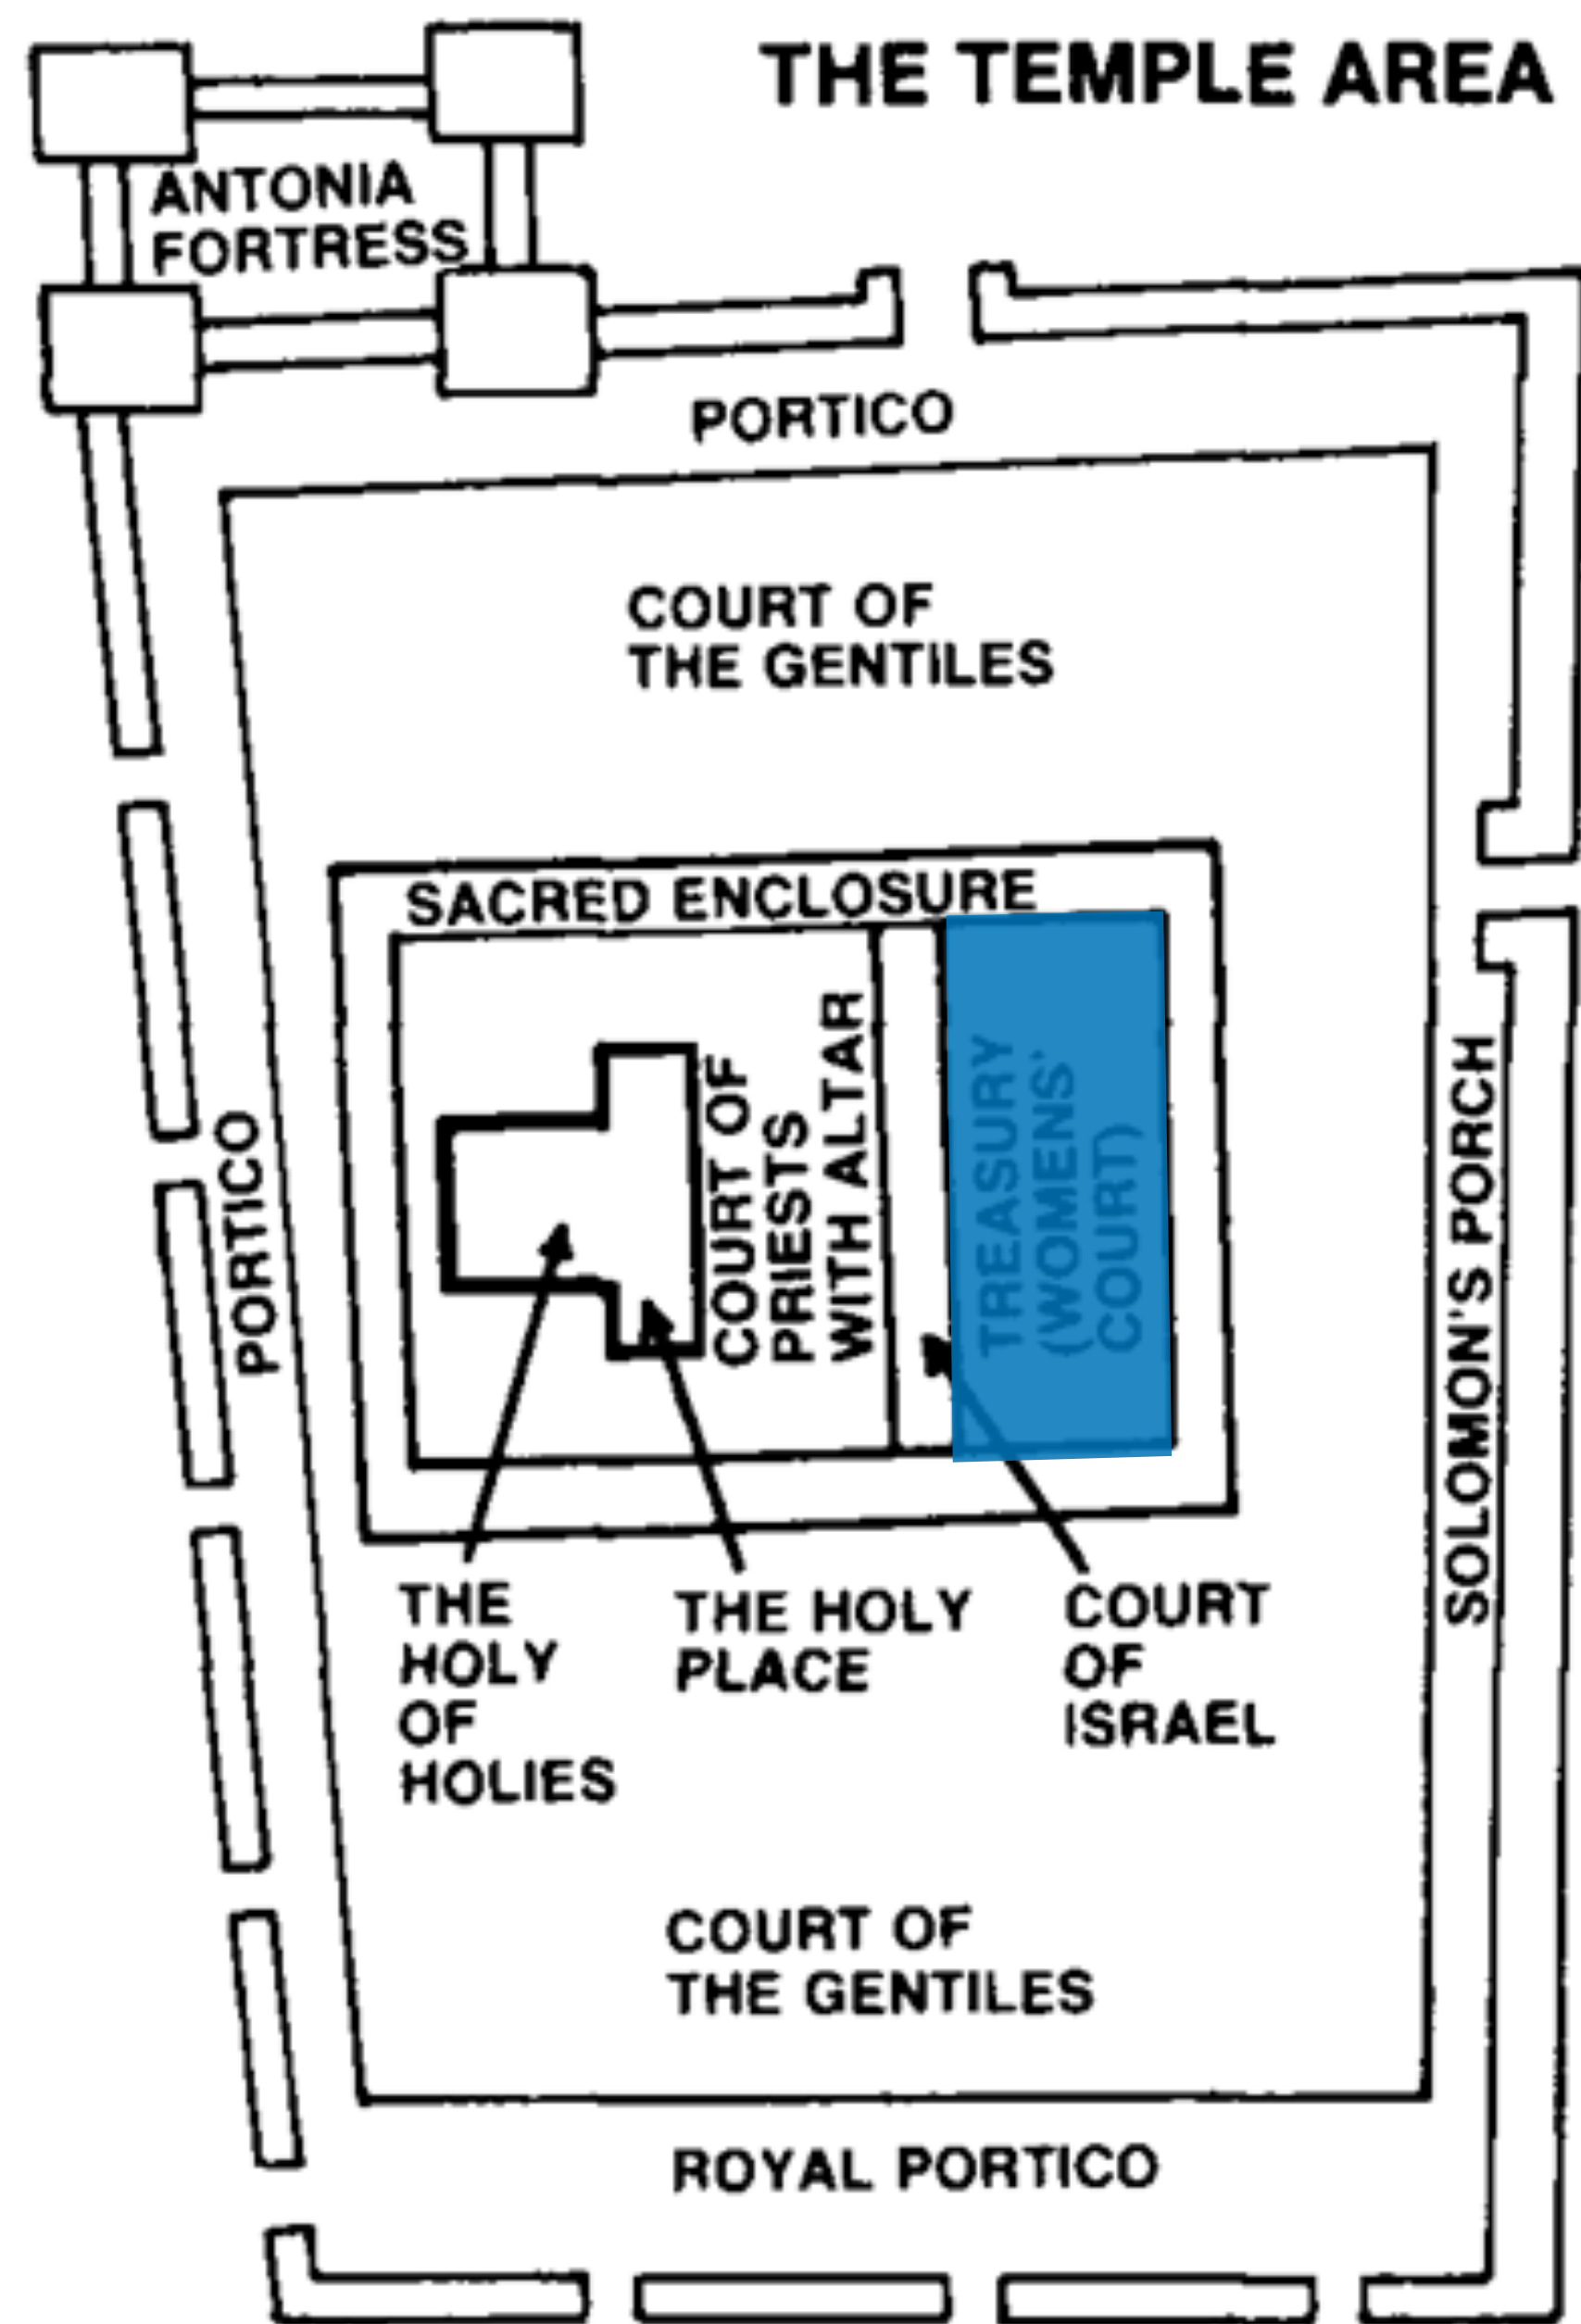 THE TEMPLE AREA
ANTONIA
FORTRESS
PORTICO
COURT OF
THE GENTILES
SACRED ENCLOSURE
COURT OF
PRIESTS
WITH ALTAR
TREASURY
(WOMENS'
COURT)
PORTICO
SOLOMON'S PORCH
THE
HOLY
OF
HOLIES
THE HOLY
PLACE
COURT
OF
ISRAEL
COURT OF
THE GENTILES
ROYAL PORTICO